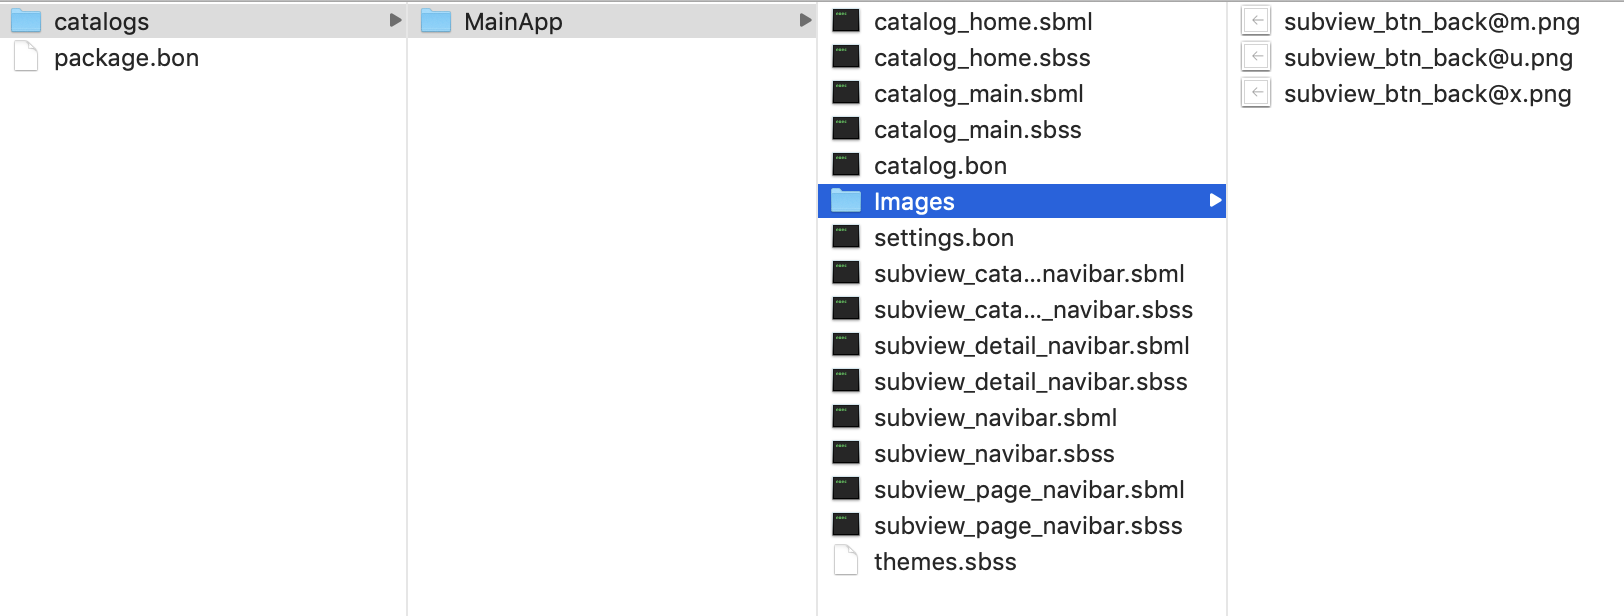 catalogs
package.bon
MainApp
catalog_home.sbml
catalog_home.sbss
catalog_main.sbml
catalog_main.sbss
catalog.bon
Images
settings.bon
subview_cata...navibar.sbml
subview_cata..._navibar.sbss
subview_detail_navibar.sbml
subview_detail_navibar.sbss
subview_navibar.sbml
subview_navibar.sbss
subview_page_navibar.sbml
subview_page_navibar.sbss
themes.sbss
subview_btn_back@m.png
subview_btn_back@u.png
subview_btn_back@x.png